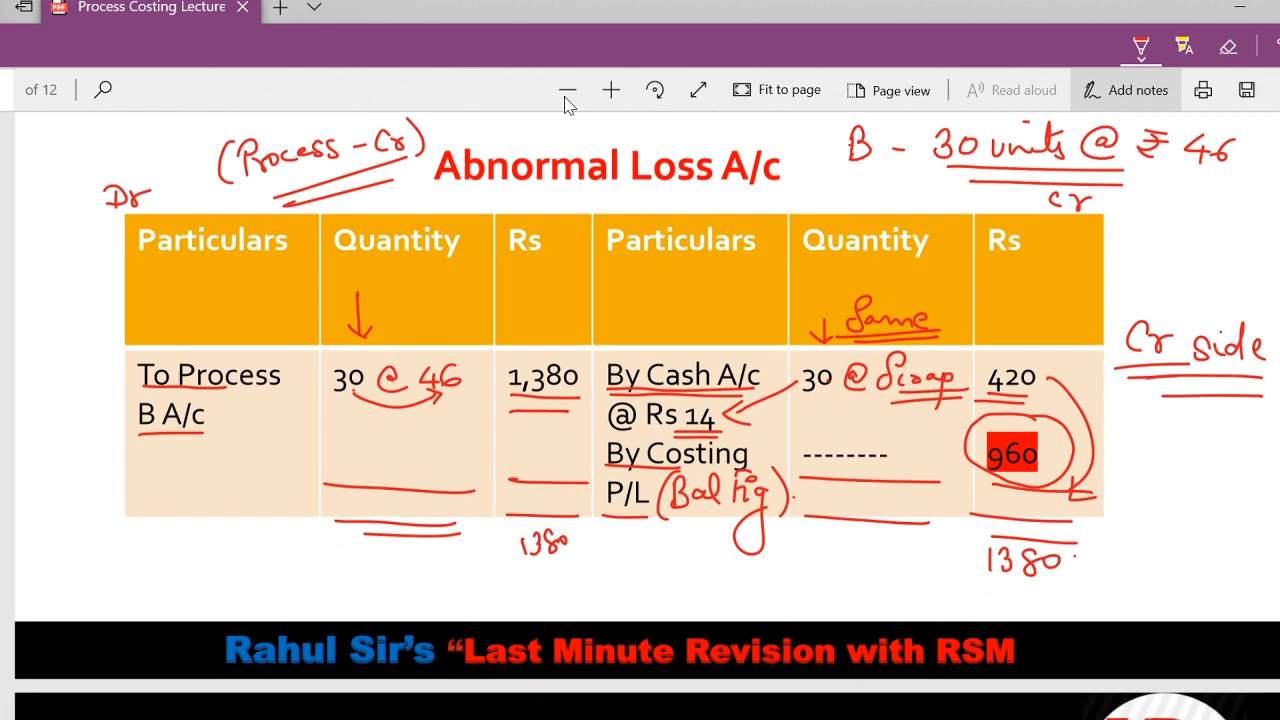 Process Costing Lecture
of 12
Fit to page
Page view
Read aloud
Add notes
(Process - Cr)
Abnormal Loss A/c
B - 30 units @ ₹ 46
Dr
Cr
Particulars Quantity Rs Particulars Quantity Rs
Same
Cr side
To Process 30 @ 46 1,380 By Cash A/c 30 @ Scrap 420
B A/c @ Rs 14
By Costing -------- 960
P/L (Bal fig)
1380 1380
Rahul Sir's "Last Minute Revision with RSM